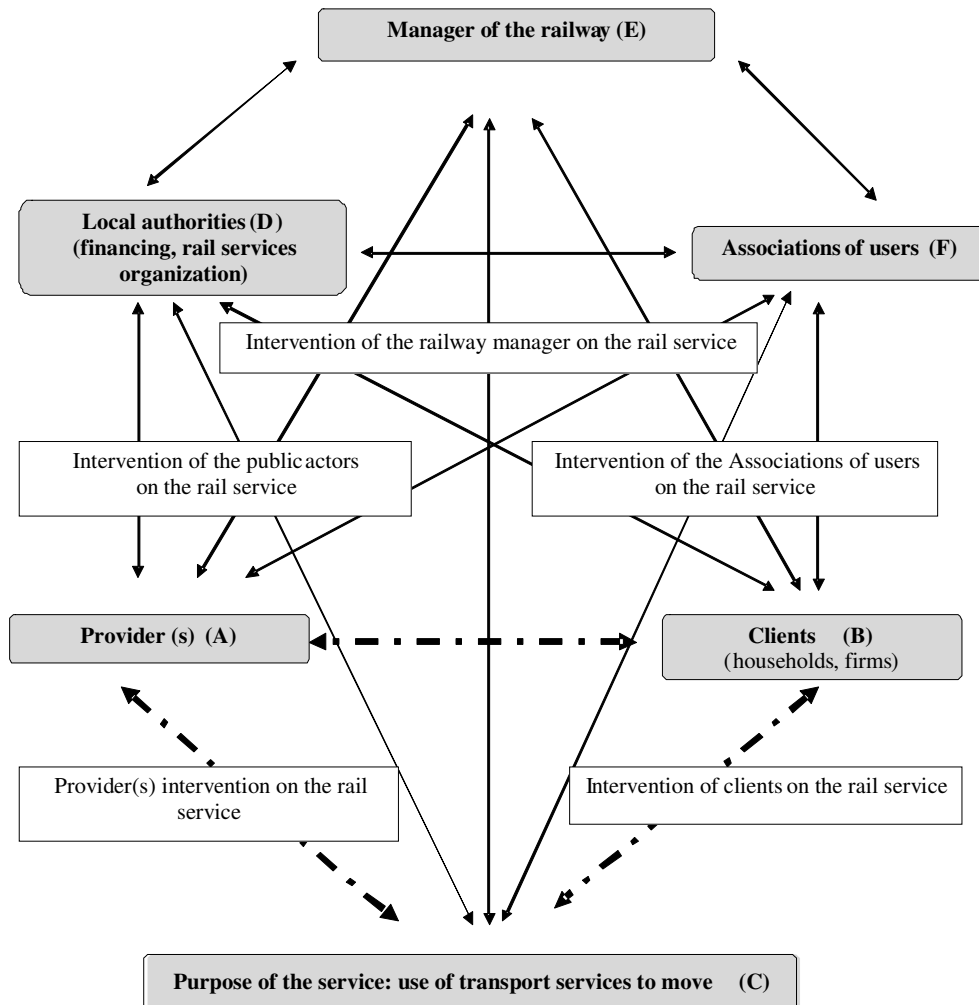 Manager of the railway (E)
Local authorities (D)
(financing, rail services
organization)
Associations of users (F)
Intervention of the railway manager on the rail service
Intervention of the public actors
on the rail service
Intervention of the Associations of users
on the rail service
Provider (s) (A)
Clients (B)
(households, firms)
Provider(s) intervention on the rail
service
Intervention of clients on the rail service
Purpose of the service: use of transport services to move (C)